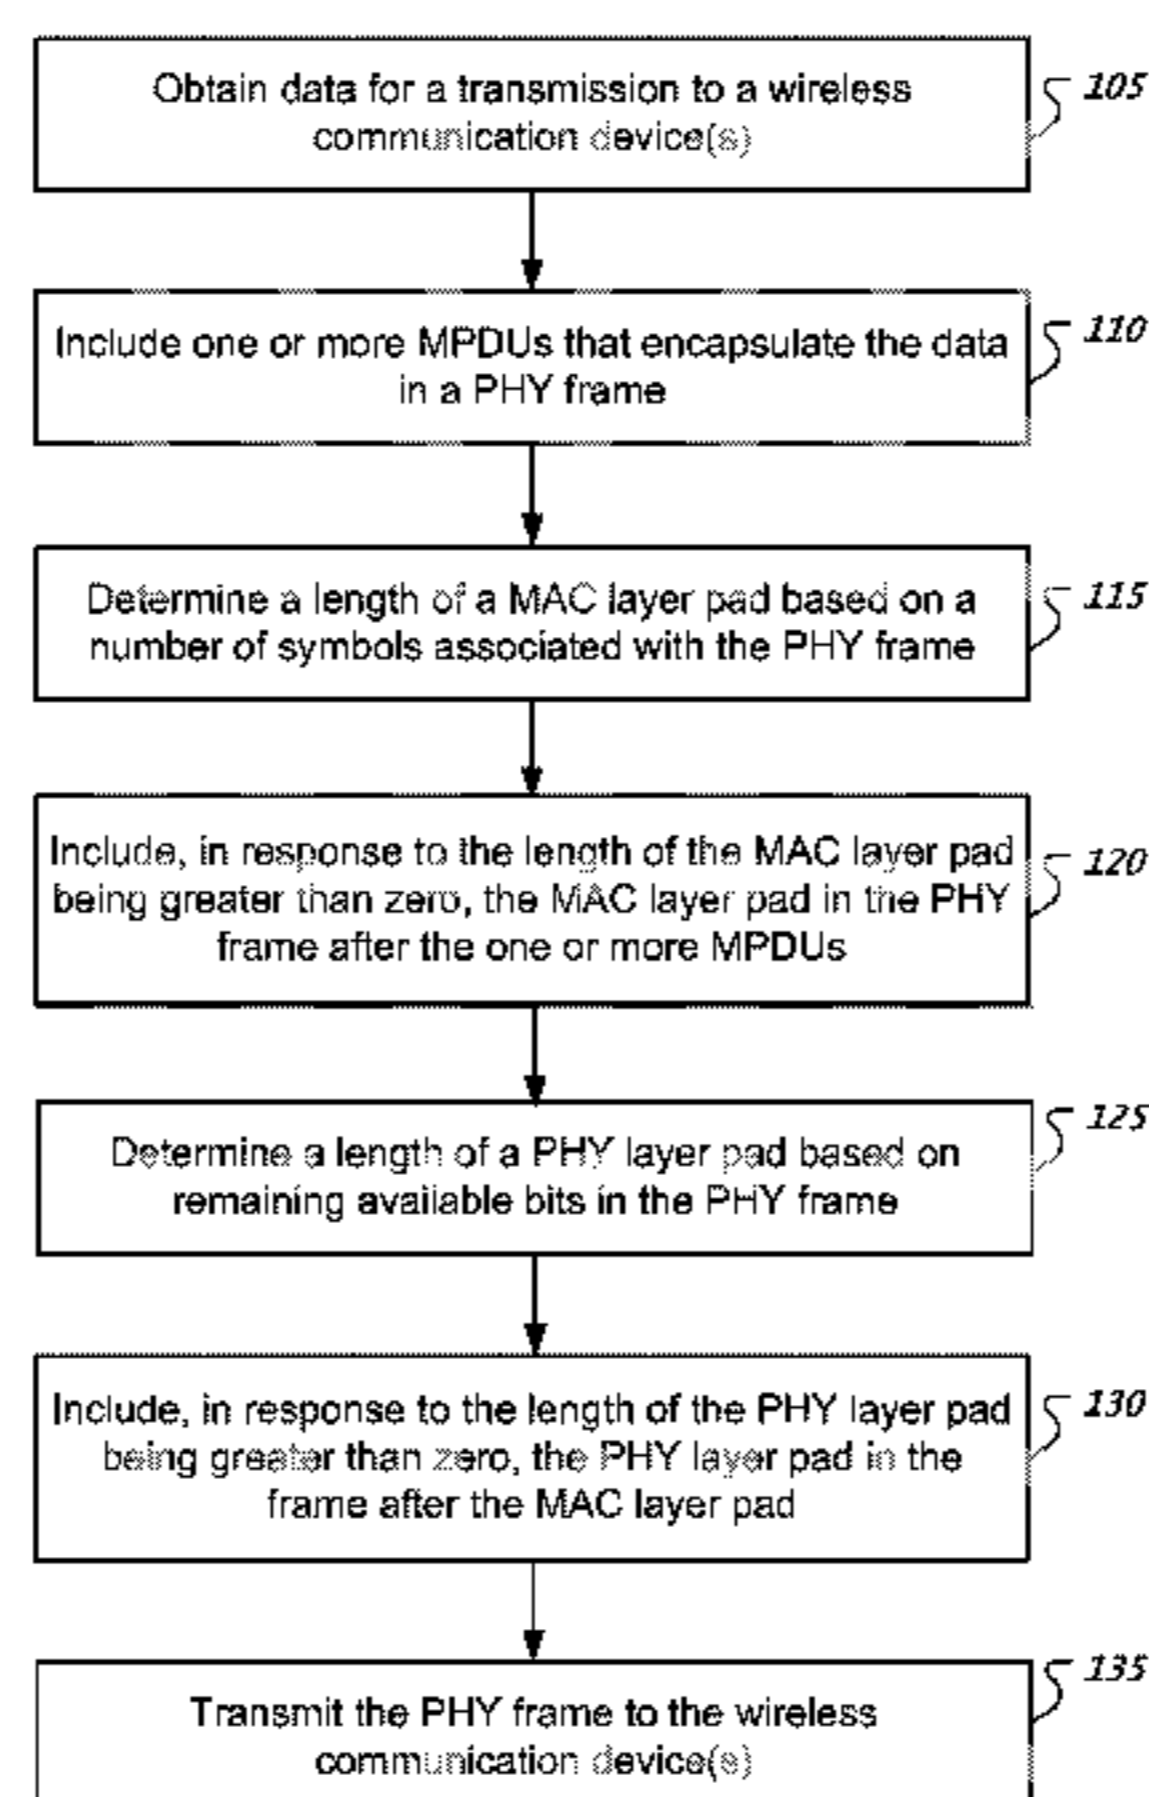 Obtain data for a transmission to a wireless
communication device(s)
105
Include one or more MPDUs that encapsulate the data
in a PHY frame
110
Determine a length of a MAC layer pad based on a
number of symbols associated with the PHY frame
115
Include, in response to the length of the MAC layer pad
being greater than zero, the MAC layer pad in the PHY
frame after the one or more MPDUs
120
Determine a length of a PHY layer pad based on
remaining available bits in the PHY frame
125
Include, in response to the length of the PHY layer pad
being greater than zero, the PHY layer pad in the
frame after the MAC layer pad
130
Transmit the PHY frame to the wireless
communication device(s)
135